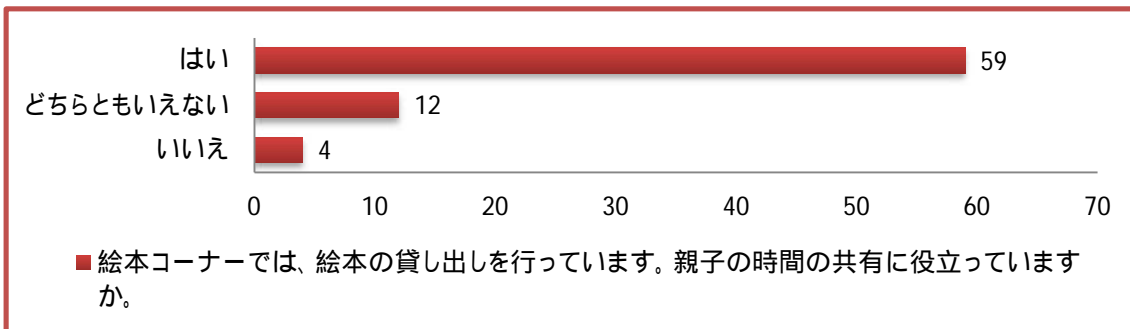 はい 59
どちらともいえない 12
いいえ 4
0 10 20 30 40 50 60 70
絵本コーナーでは、絵本の貸し出しを行っています。親子の時間の共有に役立っています
か。